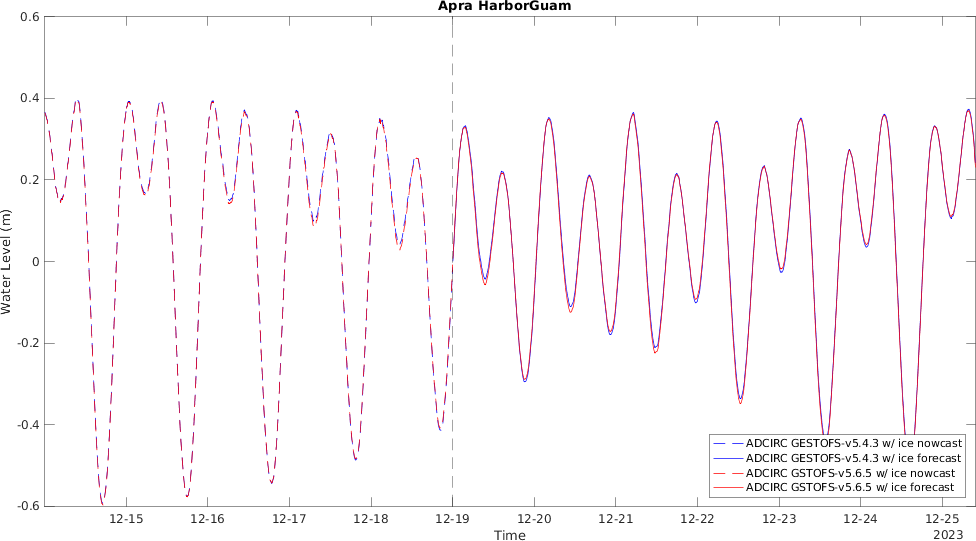 Apra HarborGuam
0.6
0.4
0.2
0
-0.2
-0.4
-0.6
Water Level (m)
12-15
12-16
12-17
12-18
12-19
12-20
12-21
12-22
12-23
12-24
12-25
2023
Time
ADCIRC GESTOFS-v5.4.3 w/ ice nowcast
ADCIRC GESTOFS-v5.4.3 w/ ice forecast
ADCIRC GSTOFS-v5.6.5 w/ ice nowcast
ADCIRC GSTOFS-v5.6.5 w/ ice forecast